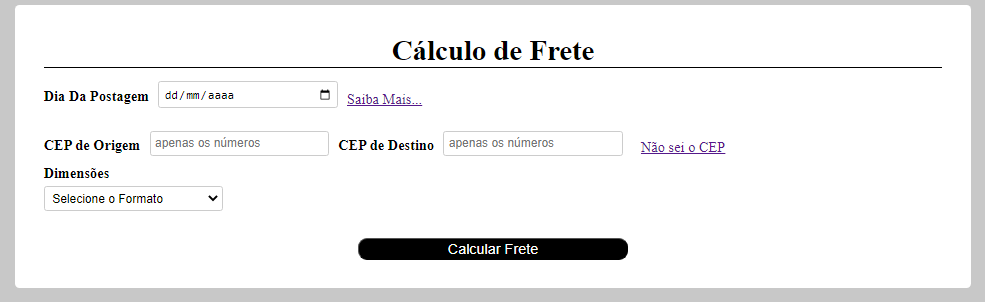 Cálculo de Frete
Dia Da Postagem dd/mm/aaaa Saiba Mais...
CEP de Origem apenas os números CEP de Destino apenas os números Não sei o CEP
Dimensões
Selecione o Formato
Calcular Frete